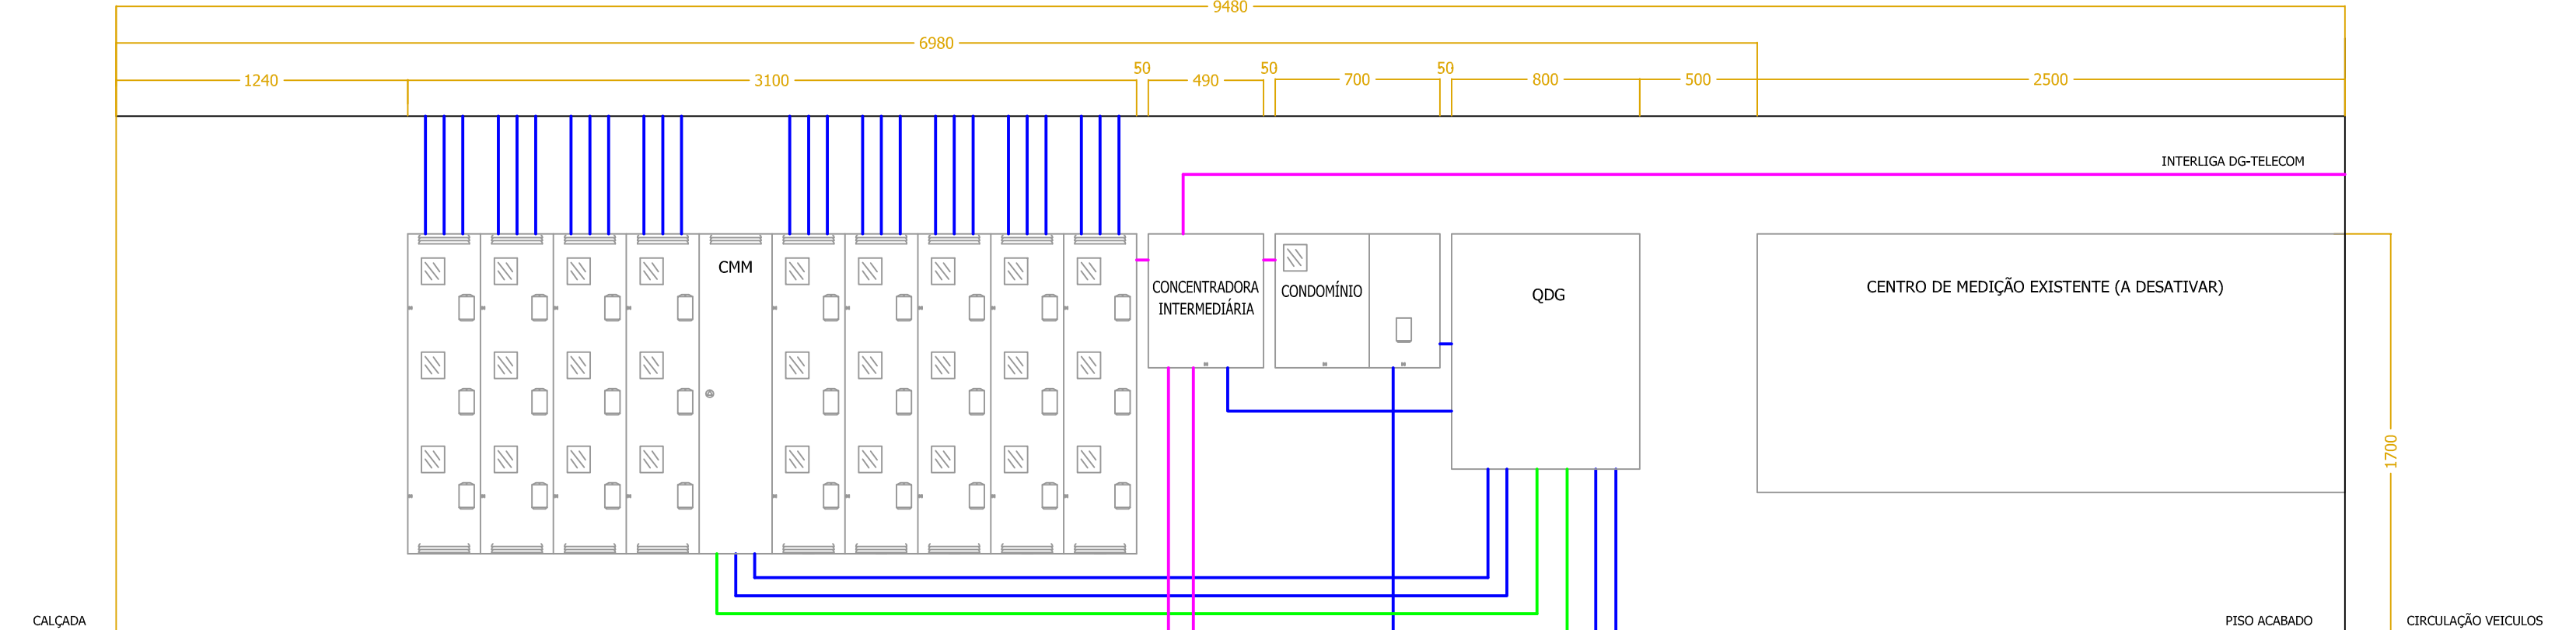 9480
6980
1240
3100
50
490
50
700
50
800
500
2500
INTERLIGA DG-TELECOM
CMM
CONCENTRADORA
INTERMEDIÁRIA
CONDOMÍNIO
QDG
CENTRO DE MEDIÇÃO EXISTENTE (A DESATIVAR)
1700
CALÇADA
PISO ACABADO
CIRCULAÇÃO VEICULOS